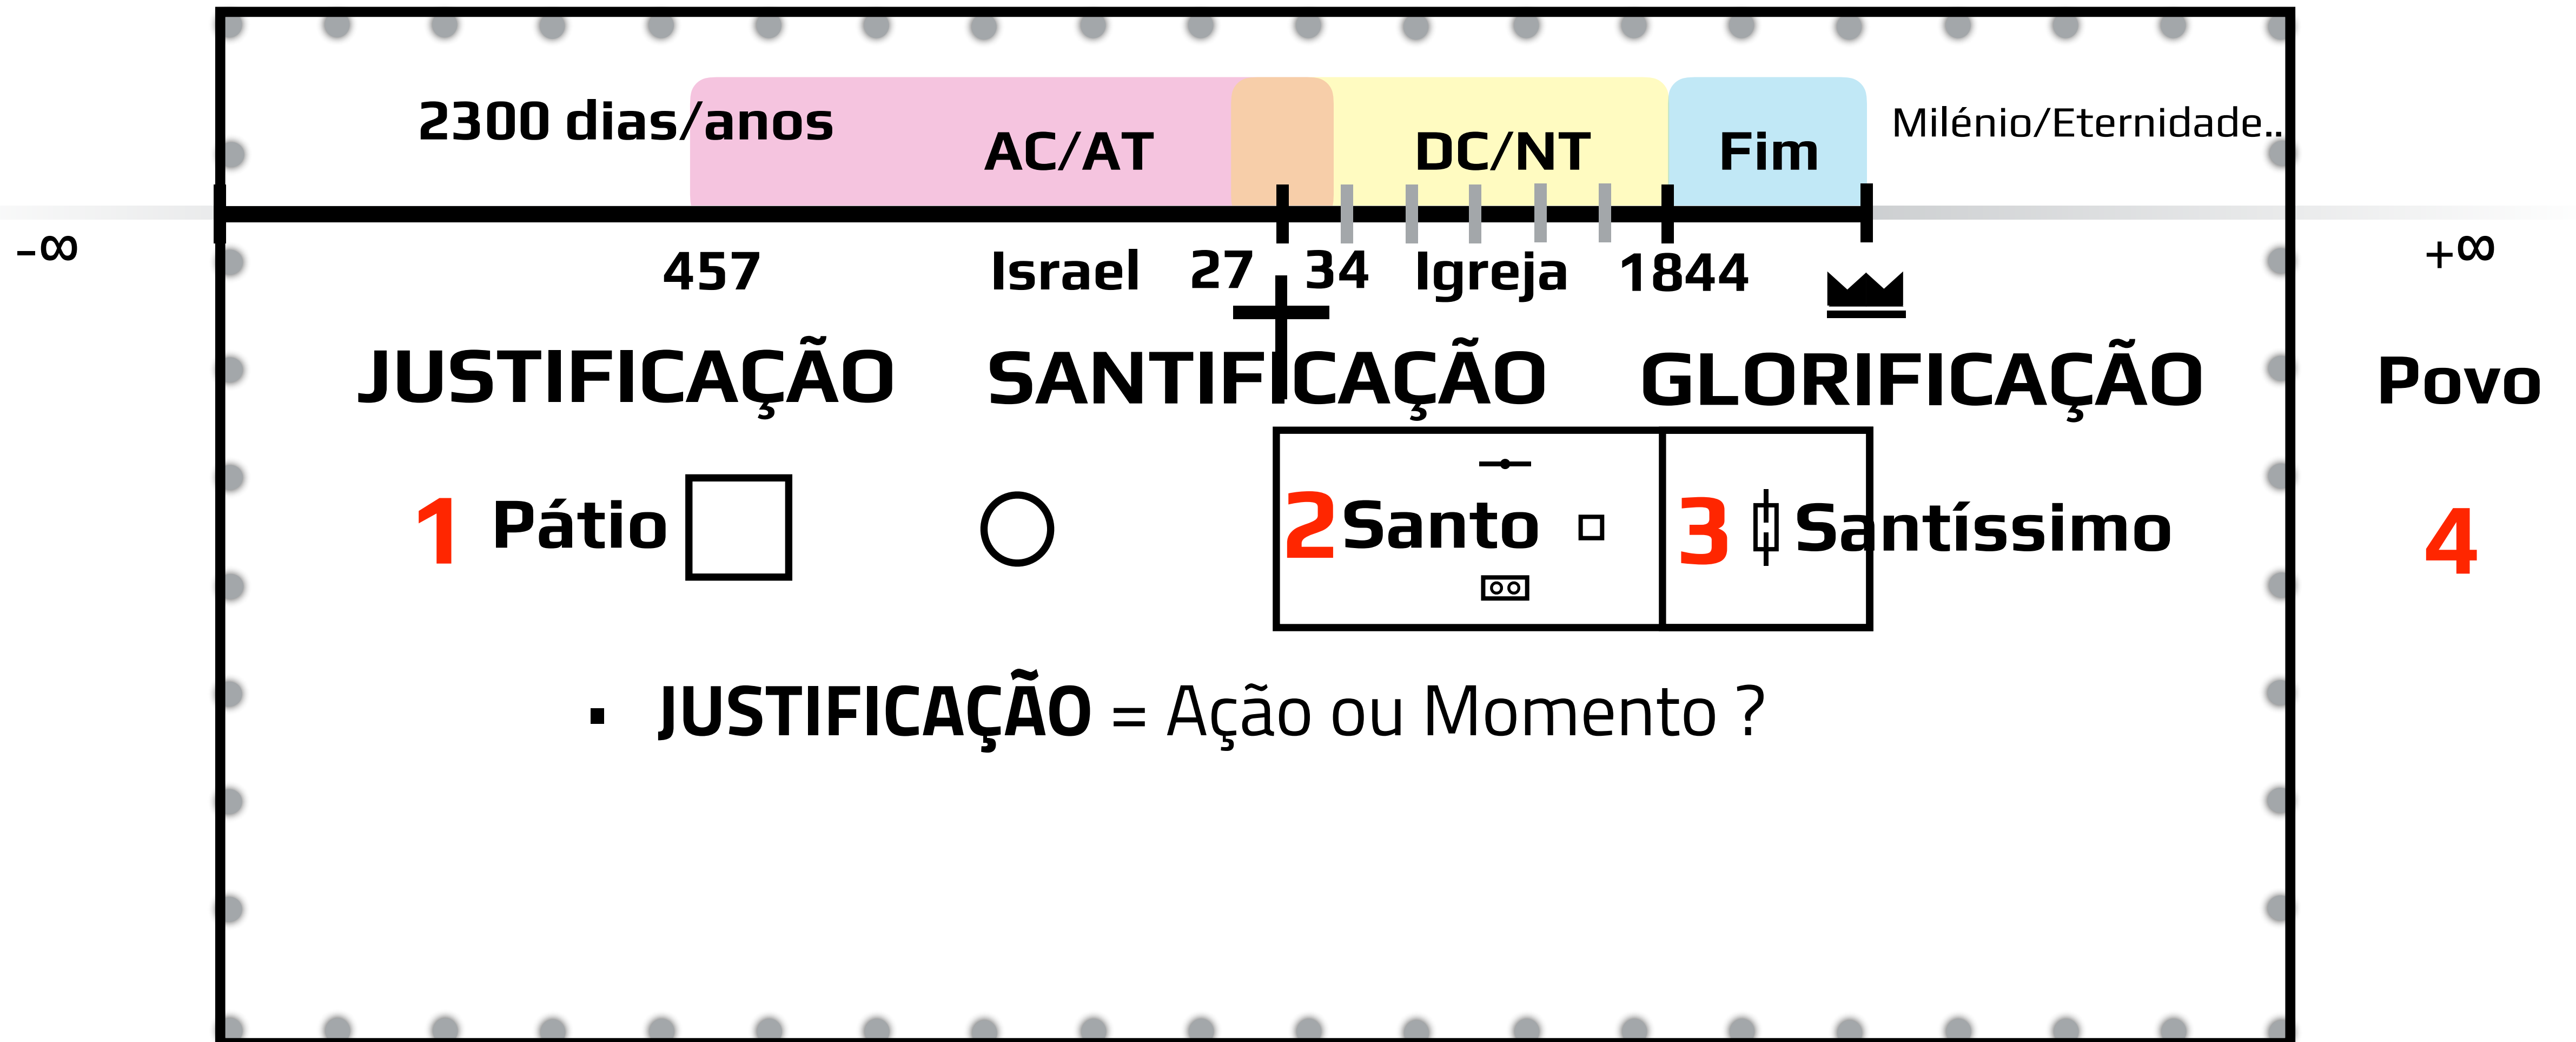 2300 dias/anos
AC/AT
DC/NT
Fim
Milénio/Eternidade..
-∞
+∞
457
Israel
27
34
Igreja
1844
JUSTIFICAÇÃO
SANTIFICAÇÃO
GLORIFICAÇÃO
Povo
1 Pátio
2 Santo
3 Santíssimo
4
▪ JUSTIFICAÇÃO = Ação ou Momento ?